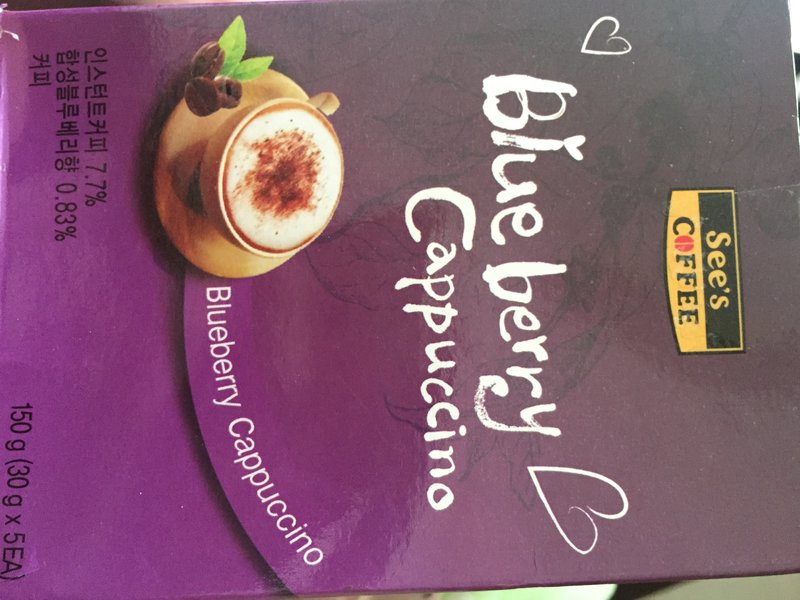 See's
COFFEE
Blue berry
Cappuccino
Blueberry Cappuccino
인스턴트커피 7.7%
합성블루베리향 0.83%
커피
150 g (30 g x 5EA)